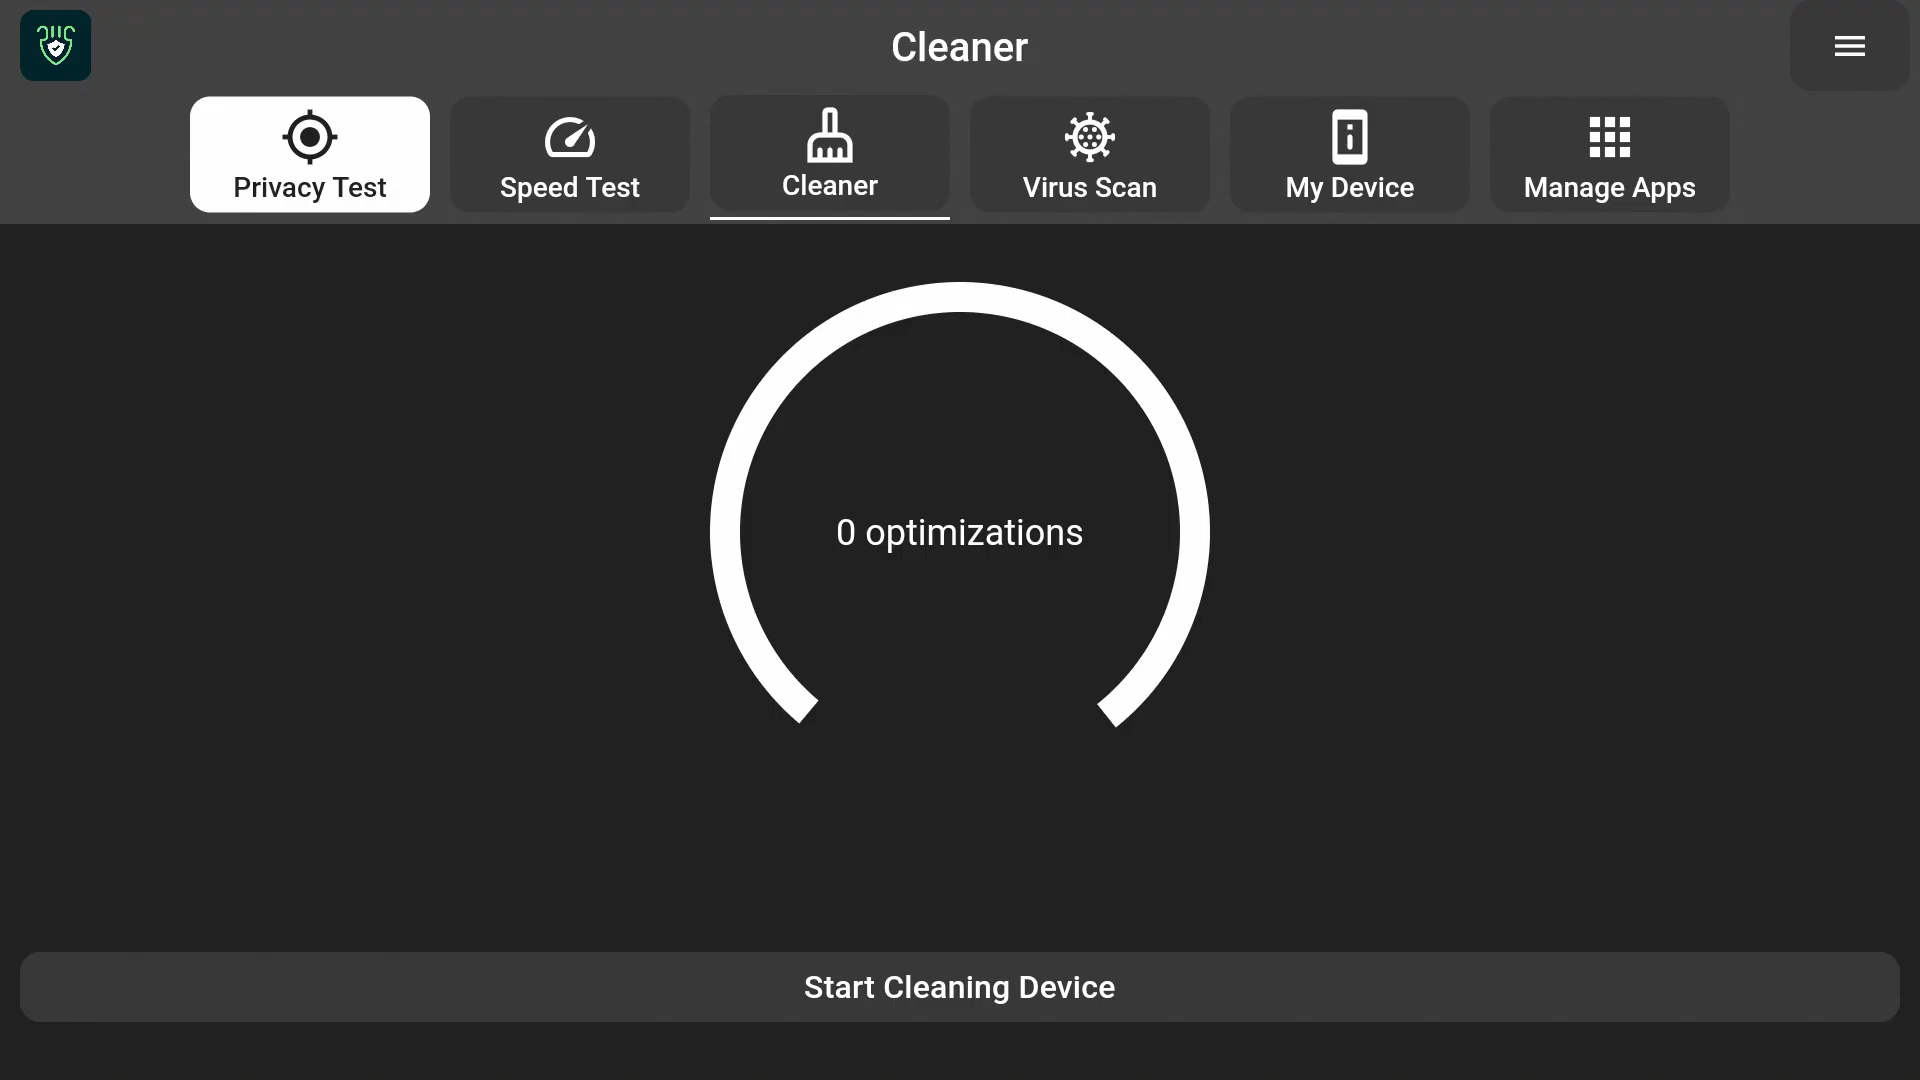 Cleaner
Privacy Test
Speed Test
Cleaner
Virus Scan
My Device
Manage Apps
0 optimizations
Start Cleaning Device